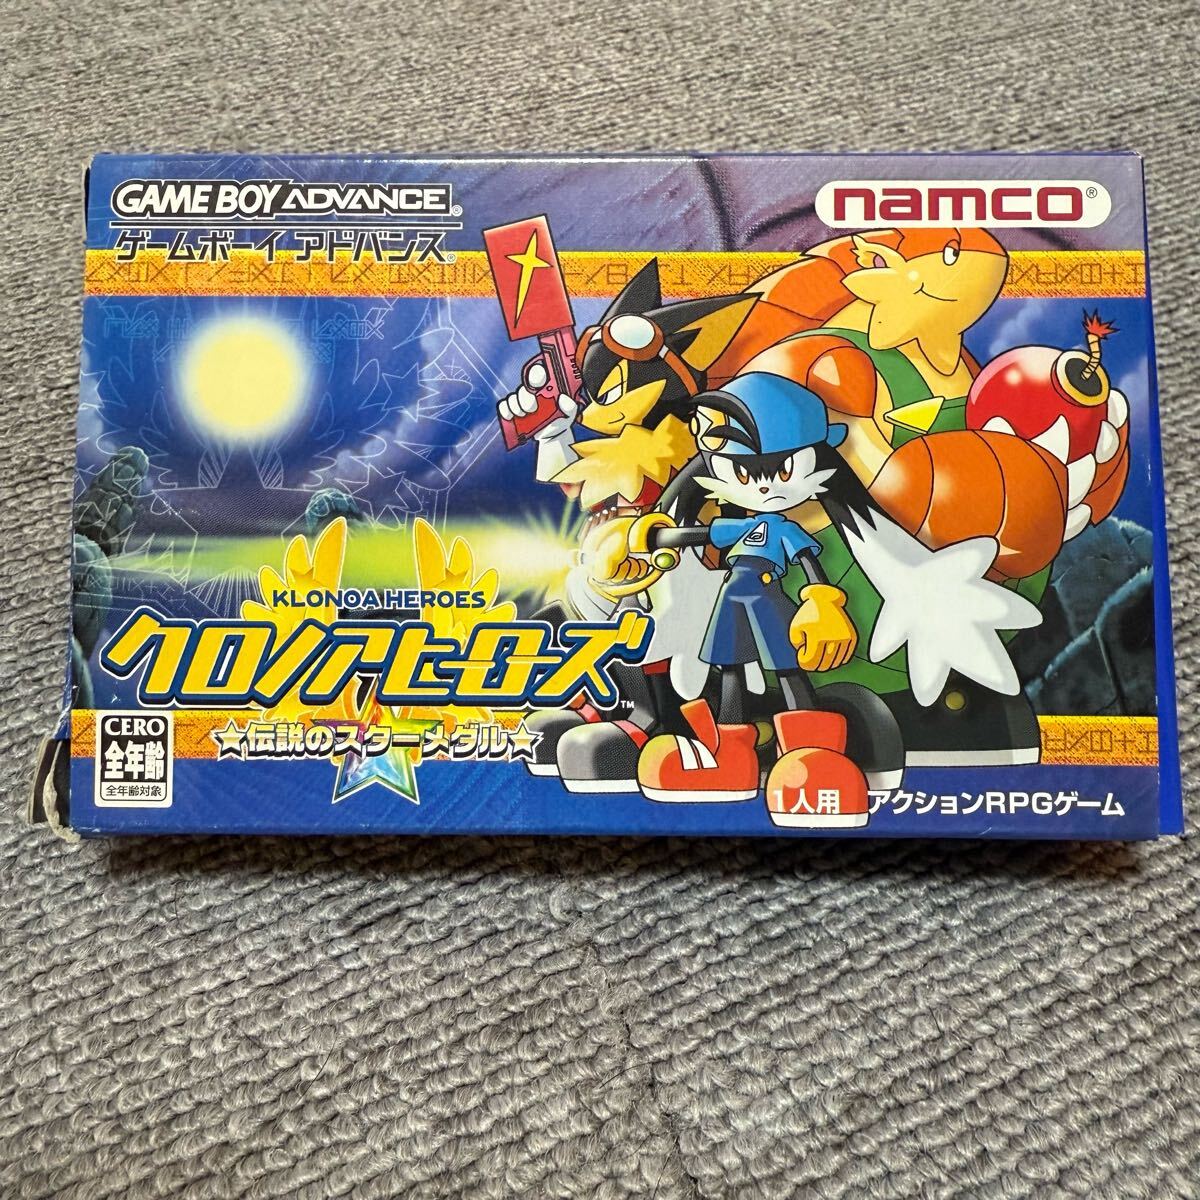 GAME BOY ADVANCE®
ゲームボーイ アドバンス®
namco®
KLONOA HEROES
クロノアヒーローズ™
☆伝説のスターメダル☆
CERO
全年齢
全年齢対象
1人用 アクションRPGゲーム